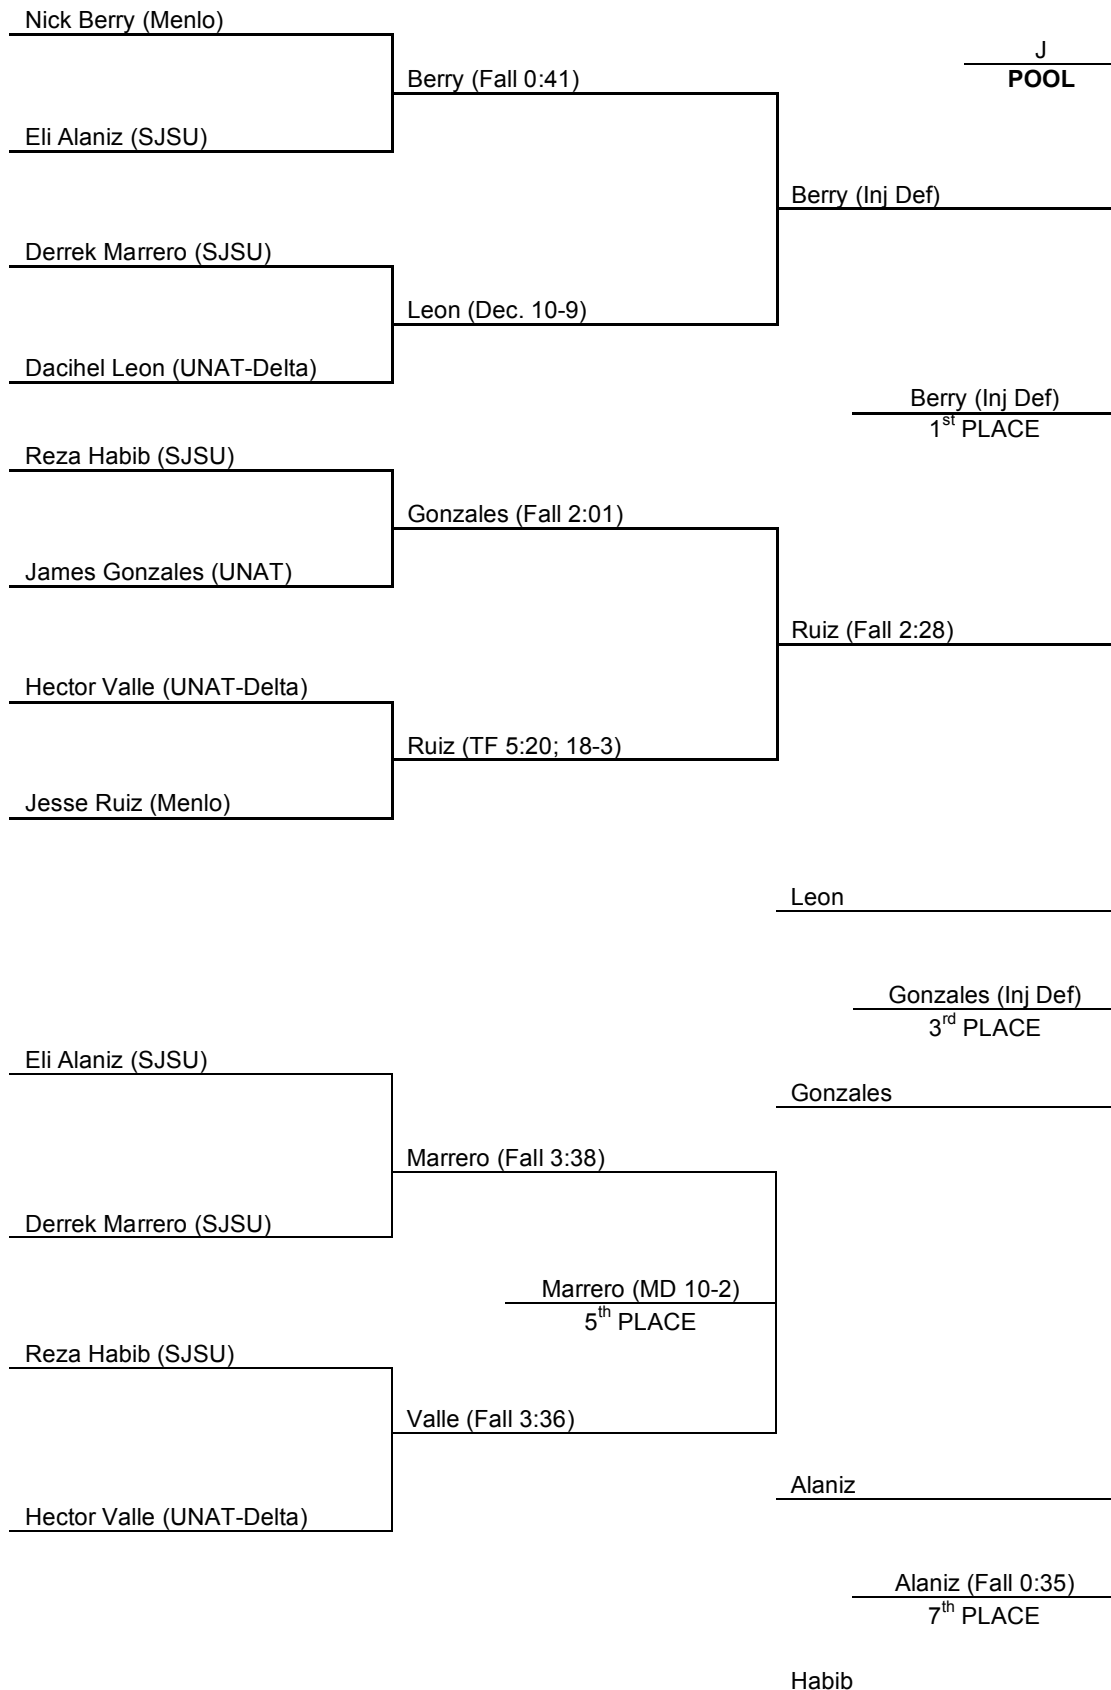 Nick Berry (Menlo)
J
POOL
Berry (Fall 0:41)
Eli Alaniz (SJSU)
Berry (Inj Def)
Derrek Marrero (SJSU)
Leon (Dec. 10-9)
Dacihel Leon (UNAT-Delta)
Berry (Inj Def)
1st PLACE
Reza Habib (SJSU)
Gonzales (Fall 2:01)
James Gonzales (UNAT)
Ruiz (Fall 2:28)
Hector Valle (UNAT-Delta)
Ruiz (TF 5:20; 18-3)
Jesse Ruiz (Menlo)
Leon
Gonzales (Inj Def)
3rd PLACE
Eli Alaniz (SJSU)
Gonzales
Marrero (Fall 3:38)
Derrek Marrero (SJSU)
Marrero (MD 10-2)
5th PLACE
Reza Habib (SJSU)
Valle (Fall 3:36)
Alaniz
Hector Valle (UNAT-Delta)
Alaniz (Fall 0:35)
7th PLACE
Habib